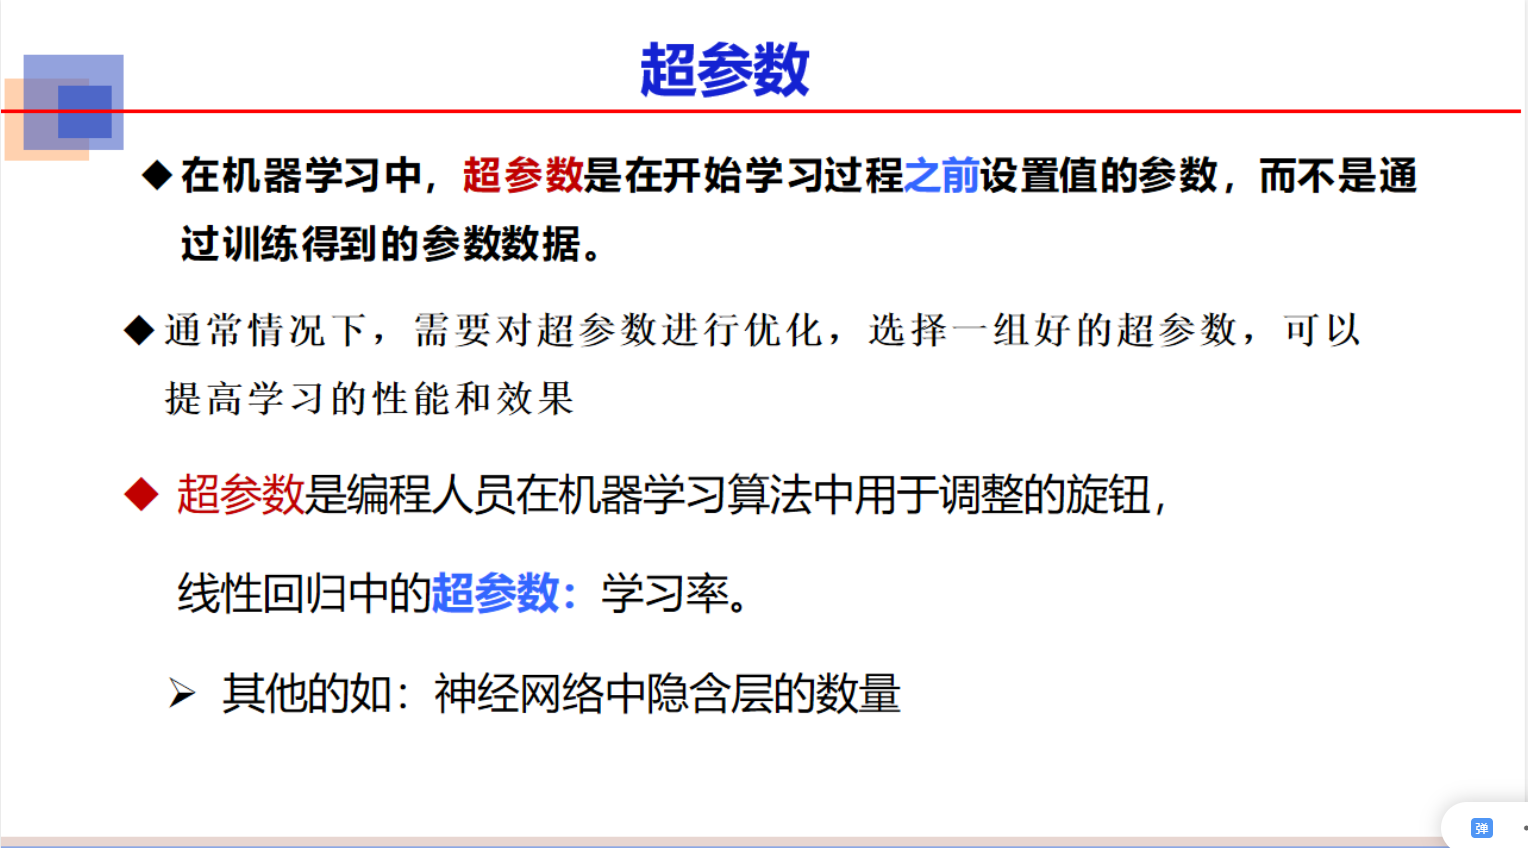 超参数
在机器学习中，超参数是在开始学习过程之前设置值的参数，而不是通
过训练得到的参数数据。
通常情况下，需要对超参数进行优化，选择一组好的超参数，可以
提高学习的性能和效果
超参数是编程人员在机器学习算法中用于调整的旋钮，
线性回归中的超参数：学习率。
其他的如：神经网络中隐含层的数量
弹